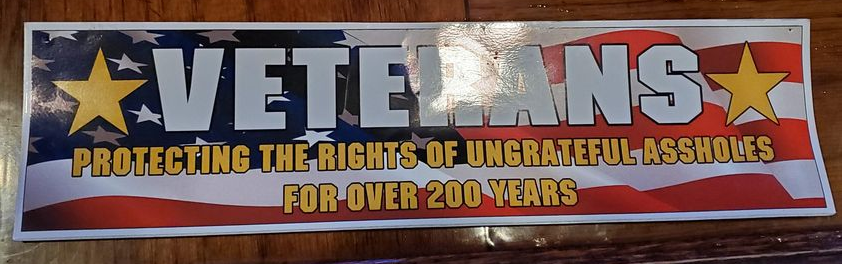 VETERANS
PROTECTING THE RIGHTS OF UNGRATEFUL ASSHOLES
FOR OVER 200 YEARS